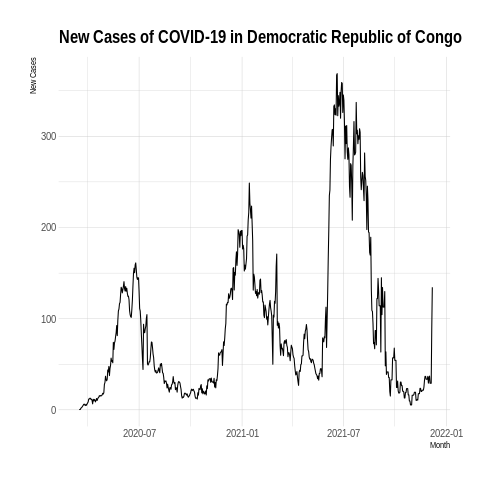 New Cases of COVID-19 in Democratic Republic of Congo
New Cases
300
200
100
0
2020-07 2021-01 2021-07 2022-01
Month